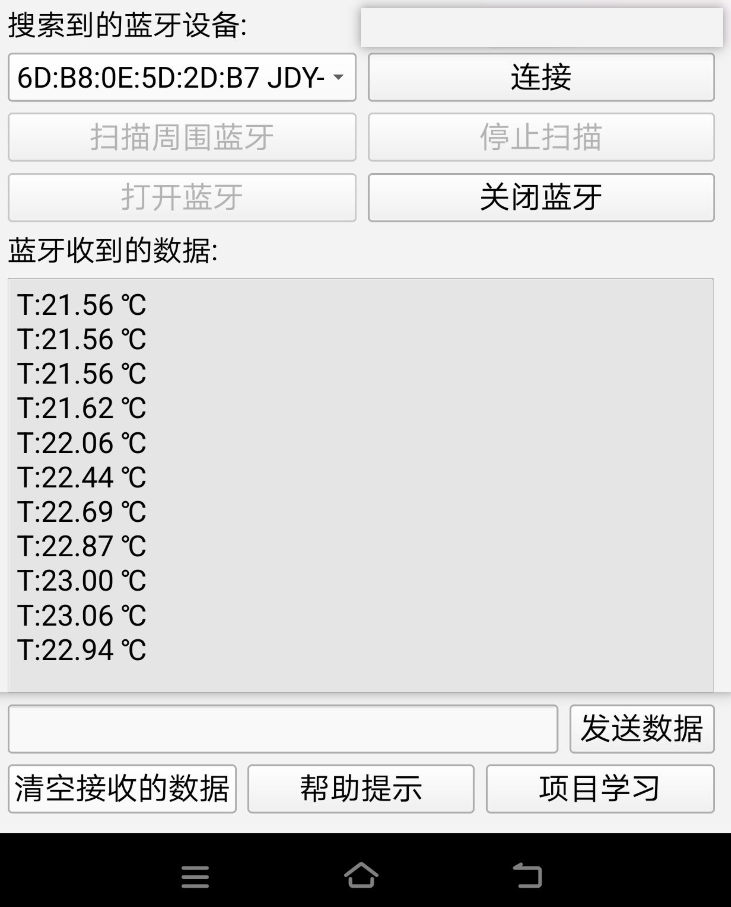 搜索到的蓝牙设备:
6D:B8:0E:5D:2D:B7 JDY-
连接
扫描周围蓝牙
停止扫描
打开蓝牙
关闭蓝牙
蓝牙收到的数据:
T:21.56 ℃
T:21.56 ℃
T:21.56 ℃
T:21.62 ℃
T:22.06 ℃
T:22.44 ℃
T:22.69 ℃
T:22.87 ℃
T:23.00 ℃
T:23.06 ℃
T:22.94 ℃
发送数据
清空接收的数据
帮助提示
项目学习